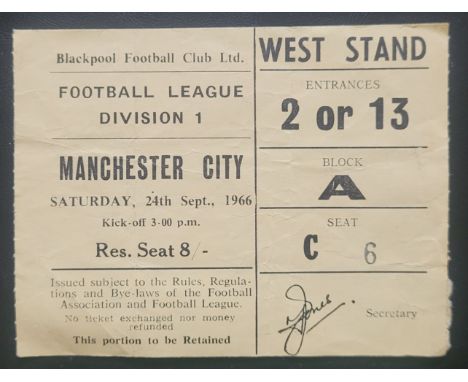 Blackpool Football Club Ltd.
FOOTBALL LEAGUE
DIVISION 1
MANCHESTER CITY
SATURDAY, 24th Sept., 1966
Kick-off 3-00 p.m.
Res. Seat 8/-
Issued subject to the Rules, Regula-
tions and Bye-laws of the Football
Association and Football League.
No ticket exchanged nor money
refunded
This portion to be Retained
WEST STAND
ENTRANCES
2 or 13
BLOCK
A
SEAT
C 6
Jones
Secretary